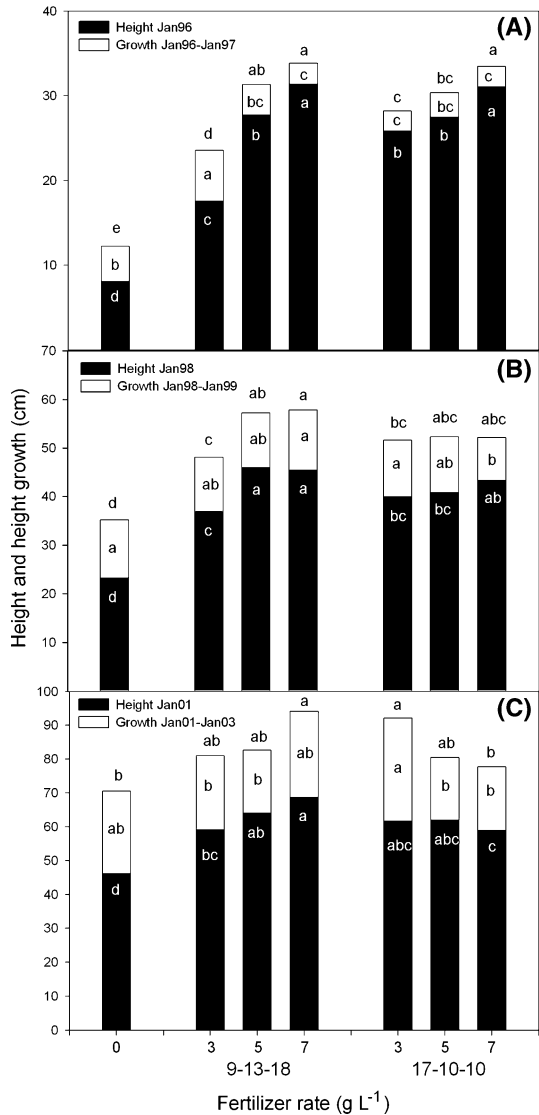 40
Height Jan96
(A)
Growth Jan96-Jan97
a
ab
a
c
bc
30
c
c
bc
c
bc
a
a
d
b
b
b
a
20
c
e
b
10
d
70
Height Jan98
(B)
Growth Jan98-Jan99
60
ab
a
bc
abc
abc
c
50
ab
a
a
ab
b
d
ab
40
a
a
ab
bc
bc
c
a
30
d
20
10
100
Height Jan01
(C)
Growth Jan01-Jan03
a
a
90
ab
ab
ab
b
80
b
ab
a
70
b
b
b
b
ab
60
a
ab
bc
abc
abc
c
50
d
40
30
20
10
0
0
3
5
7
3
5
7
9-13-18
17-10-10
Fertilizer rate (g L-1)
Height and height growth (cm)